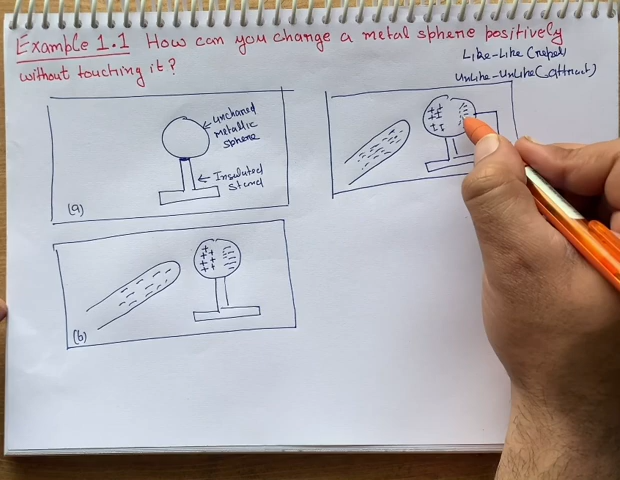 Example 1.1 How can you change a metal sphere positively
without touching it?
Like-Like (repel)
Unlike-Unlike (attract)
unchared
metallic
sphere
Insulated
stand
(a)
(b)